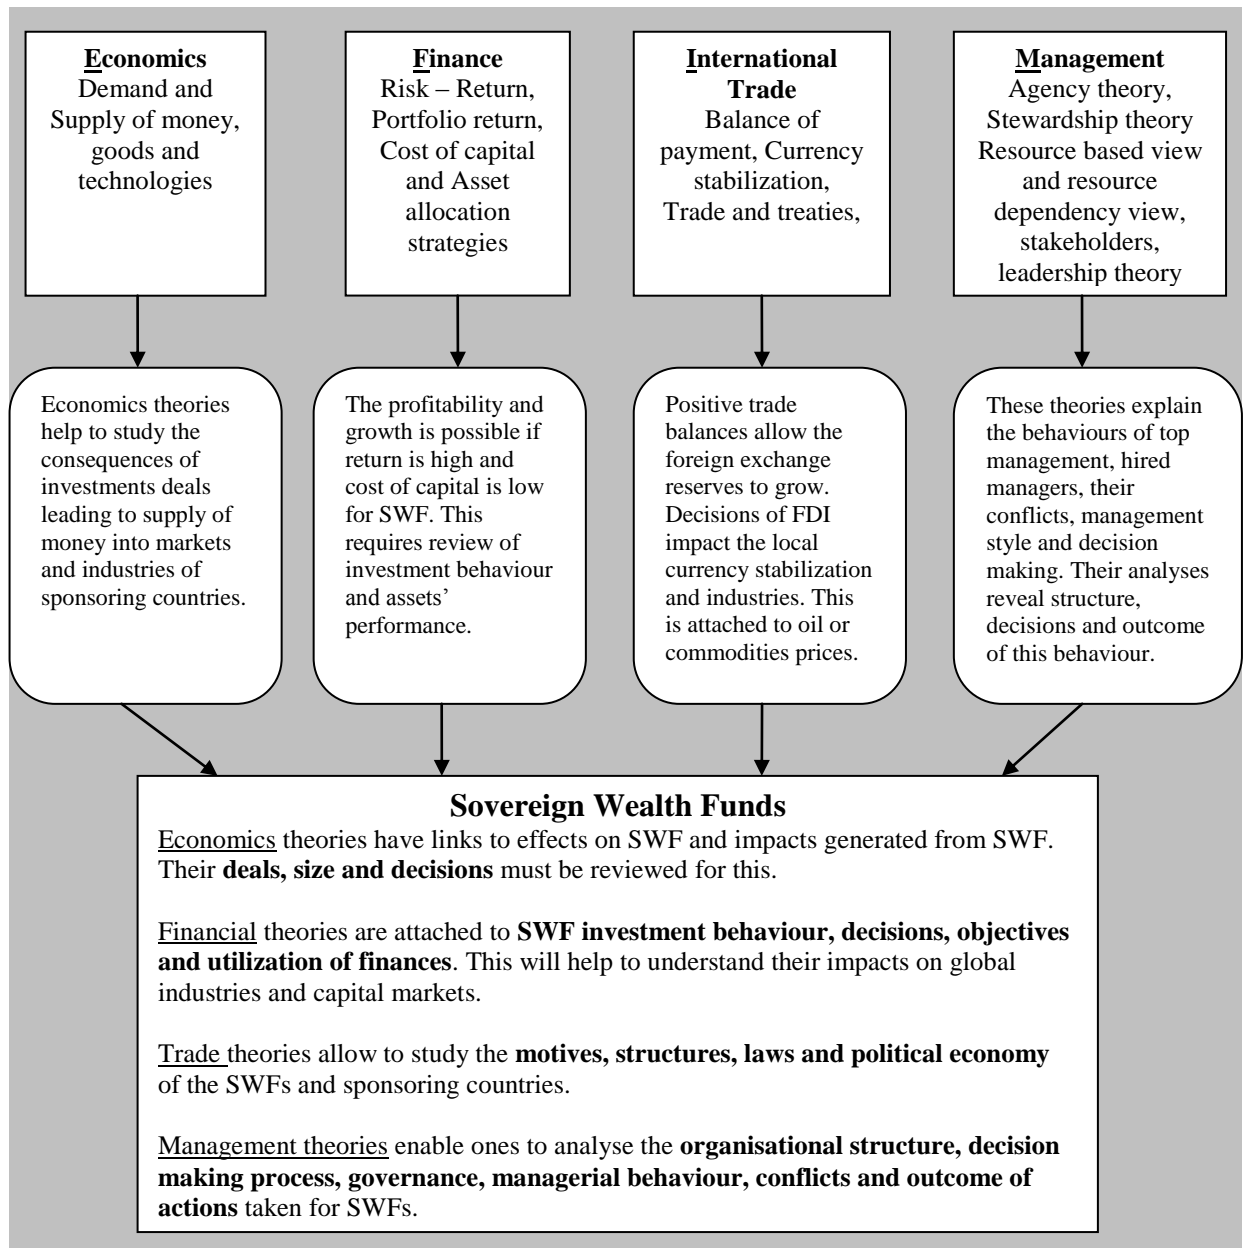 Economics
Demand and
Supply of money,
goods and
technologies
Finance
Risk – Return,
Portfolio return,
Cost of capital
and Asset
allocation
strategies
International
Trade
Balance of
payment, Currency
stabilization,
Trade and treaties,
Management
Agency theory,
Stewardship theory
Resource based view
and resource
dependency view,
stakeholders,
leadership theory
Economics theories
help to study the
consequences of
investments deals
leading to supply of
money into markets
and industries of
sponsoring countries.
The profitability and
growth is possible if
return is high and
cost of capital is low
for SWF. This
requires review of
investment behaviour
and assets’
performance.
Positive trade
balances allow the
foreign exchange
reserves to grow.
Decisions of FDI
impact the local
currency stabilization
and industries. This
is attached to oil or
commodities prices.
These theories explain
the behaviours of top
management, hired
managers, their
conflicts, management
style and decision
making. Their analyses
reveal structure,
decisions and outcome
of this behaviour.
Sovereign Wealth Funds
Economics theories have links to effects on SWF and impacts generated from SWF.
Their deals, size and decisions must be reviewed for this.
Financial theories are attached to SWF investment behaviour, decisions, objectives
and utilization of finances. This will help to understand their impacts on global
industries and capital markets.
Trade theories allow to study the motives, structures, laws and political economy
of the SWFs and sponsoring countries.
Management theories enable ones to analyse the organisational structure, decision
making process, governance, managerial behaviour, conflicts and outcome of
actions taken for SWFs.